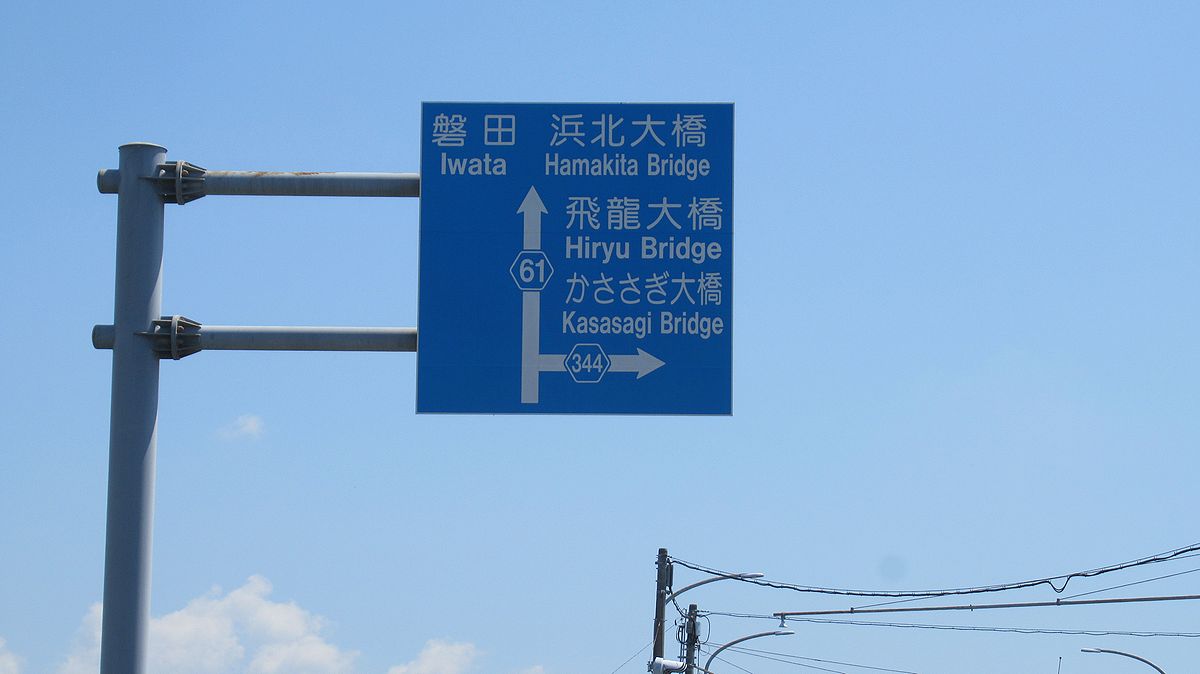 磐田 浜北大橋
Iwata Hamakita Bridge
飛龍大橋
Hiryu Bridge
61
かささぎ大橋
Kasasagi Bridge
344